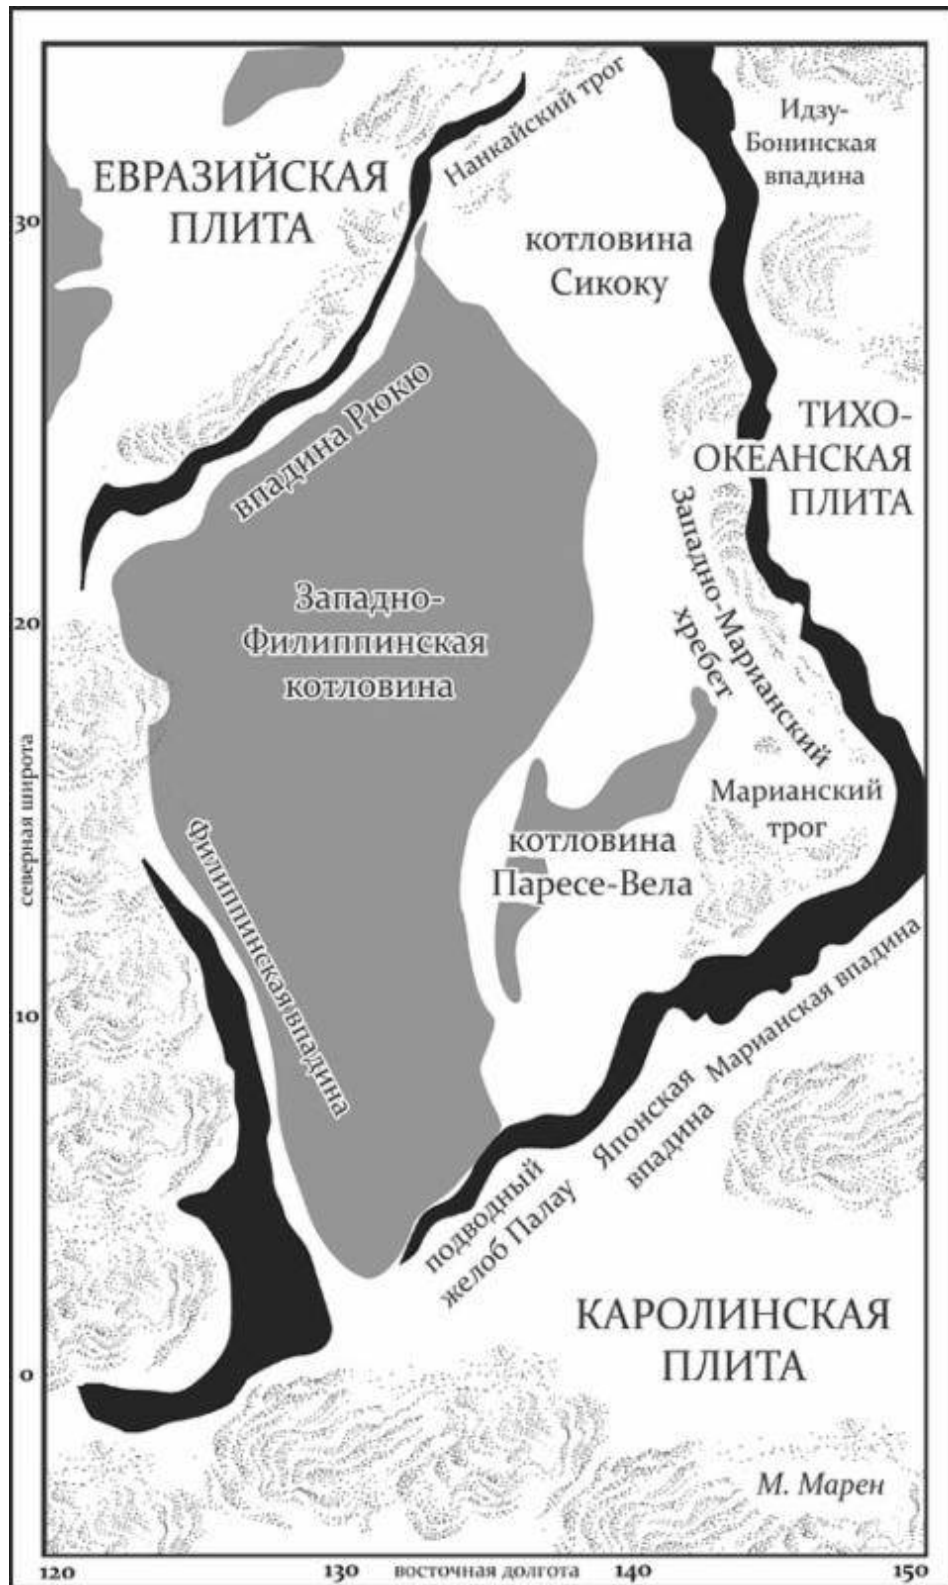 Нанкайский трог
Идзу-
Бонинская
впадина
ЕВРАЗИЙСКАЯ
ПЛИТА
30
котловина
Сикоку
впадина Рюкю
ТИХО-
ОКЕАНСКАЯ
ПЛИТА
Западно-Марианский
хребет
20
Западно-
Филиппинская
котловина
северная широта
Марианский
трог
Филиппинская впадина
котловина
Паресе-Вела
10
Марианская впадина
Японская
впадина
подводный
желоб Палау
КАРОЛИНСКАЯ
ПЛИТА
0
М. Марен
120
130
восточная долгота
140
150